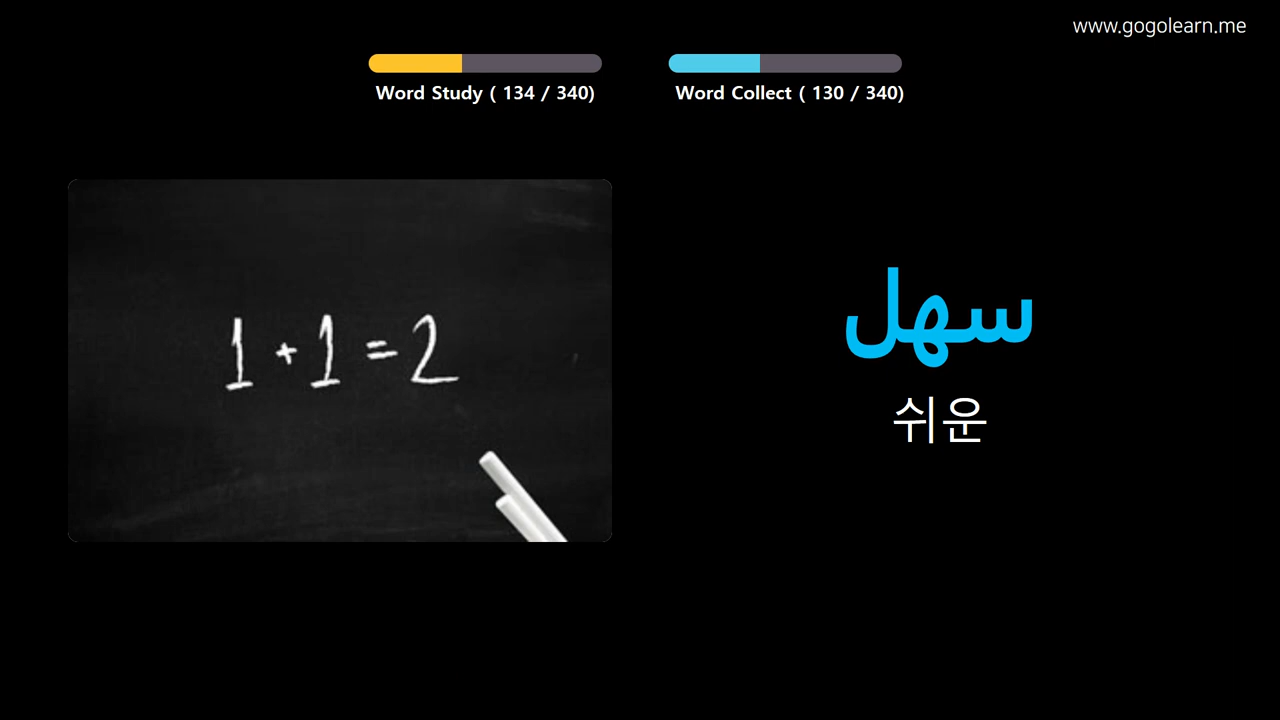 www.gogolearn.me
Word Study ( 134 / 340)
Word Collect ( 130 / 340)
1 + 1 = 2
سهل
쉬운